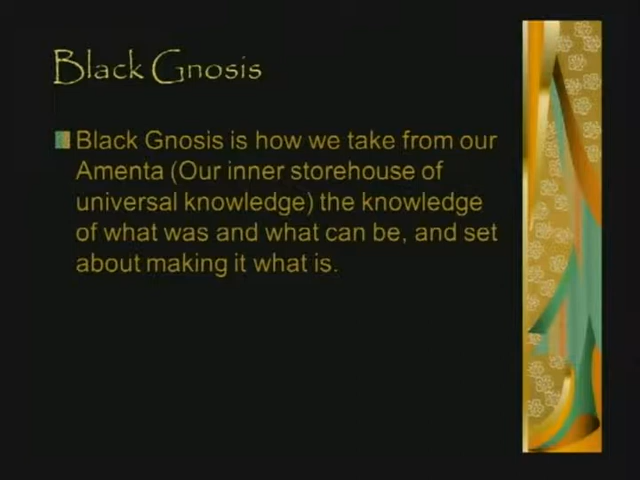 Black Gnosis
Black Gnosis is how we take from our
Amenta (Our inner storehouse of
universal knowledge) the knowledge
of what was and what can be, and set
about making it what is.